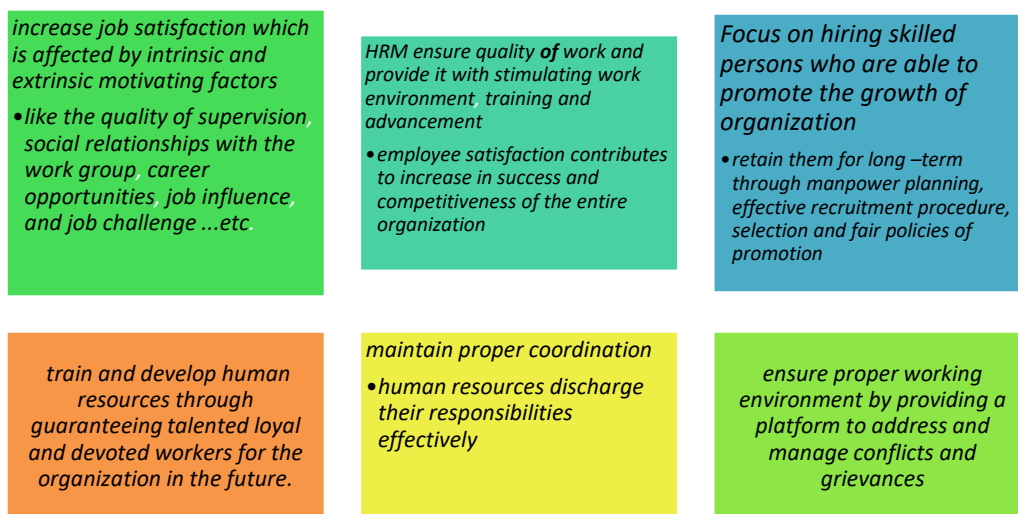 increase job satisfaction which
is affected by intrinsic and
extrinsic motivating factors
•like the quality of supervision,
social relationships with the
work group, career
opportunities, job influence,
and job challenge ...etc.
HRM ensure quality of work and
provide it with stimulating work
environment, training and
advancement
•employee satisfaction contributes
to increase in success and
competitiveness of the entire
organization
Focus on hiring skilled
persons who are able to
promote the growth of
organization
•retain them for long –term
through manpower planning,
effective recruitment procedure,
selection and fair policies of
promotion
train and develop human
resources through
guaranteeing talented loyal
and devoted workers for the
organization in the future.
maintain proper coordination
•human resources discharge
their responsibilities
effectively
ensure proper working
environment by providing a
platform to address and
manage conflicts and
grievances